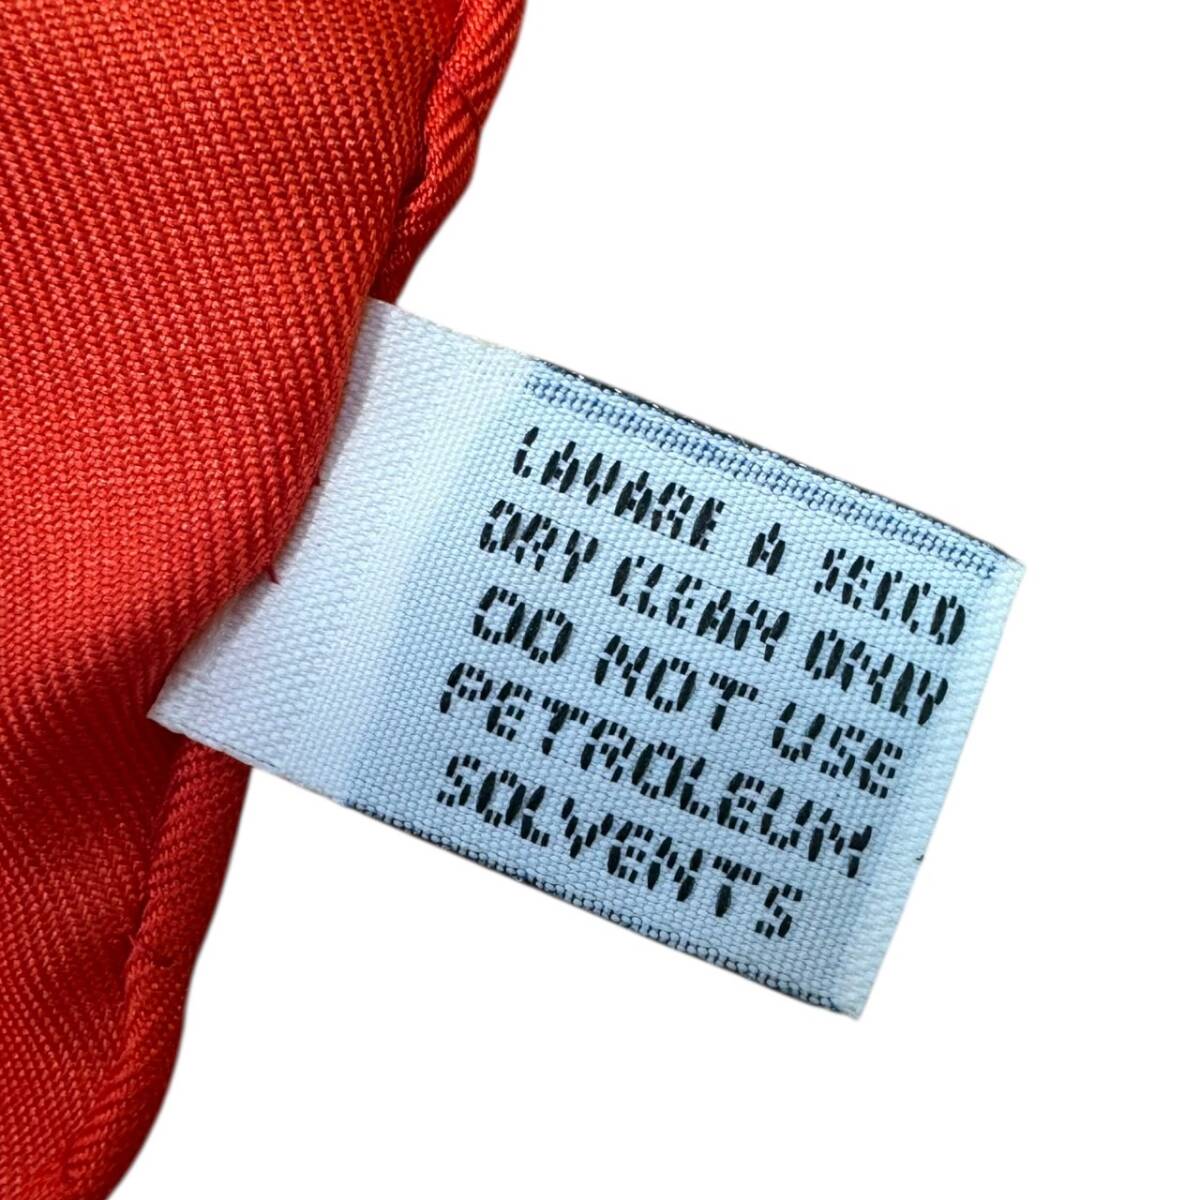 LAVARE A SECCO
DRY CLEAN ONLY
DO NOT USE
PETROLEUM
SOLVENTS